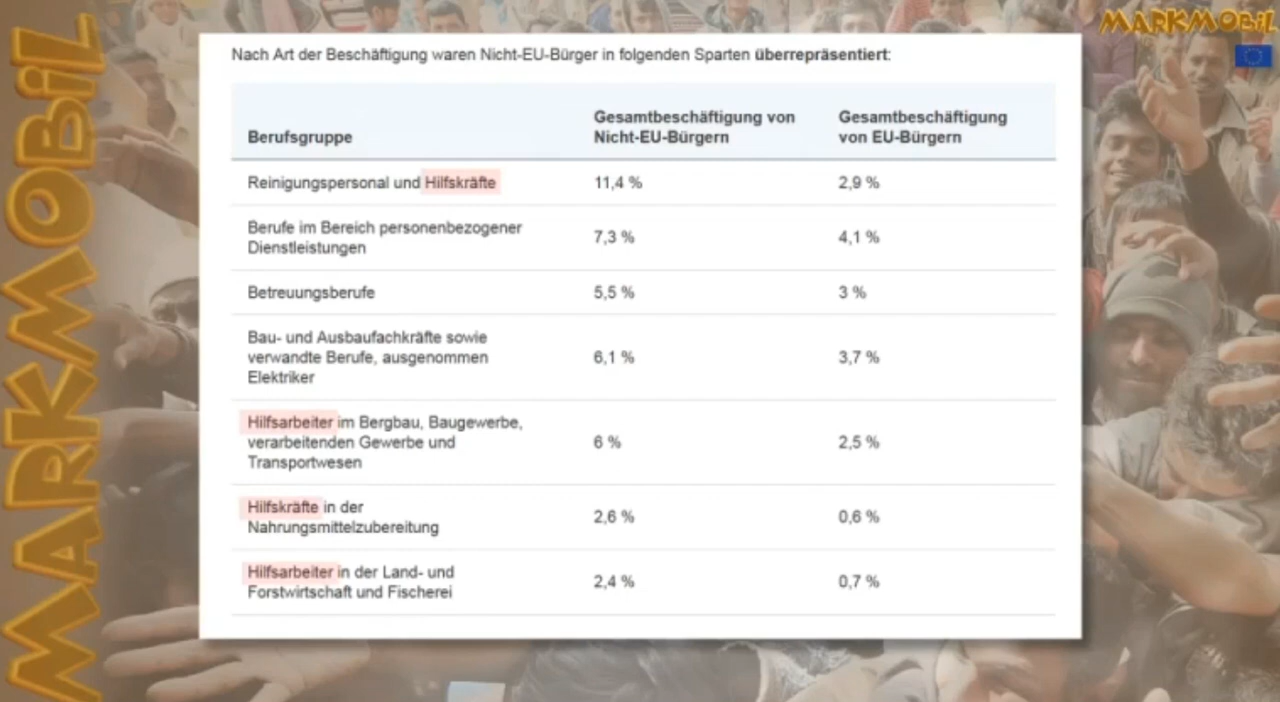 MARKMOBiL
MARKMOBiL
Nach Art der Beschäftigung waren Nicht-EU-Bürger in folgenden Sparten überrepräsentiert:
Berufsgruppe
Gesamtbeschäftigung von
Nicht-EU-Bürgern
Gesamtbeschäftigung
von EU-Bürgern
Reinigungspersonal und Hilfskräfte
11,4 %
2,9 %
Berufe im Bereich personenbezogener
Dienstleistungen
7,3 %
4,1 %
Betreuungsberufe
5,5 %
3 %
Bau- und Ausbaufachkräfte sowie
verwandte Berufe, ausgenommen
Elektriker
6,1 %
3,7 %
Hilfsarbeiter im Bergbau, Baugewerbe,
verarbeitenden Gewerbe und
Transportwesen
6 %
2,5 %
Hilfskräfte in der
Nahrungsmittelzubereitung
2,6 %
0,6 %
Hilfsarbeiter in der Land- und
Forstwirtschaft und Fischerei
2,4 %
0,7 %